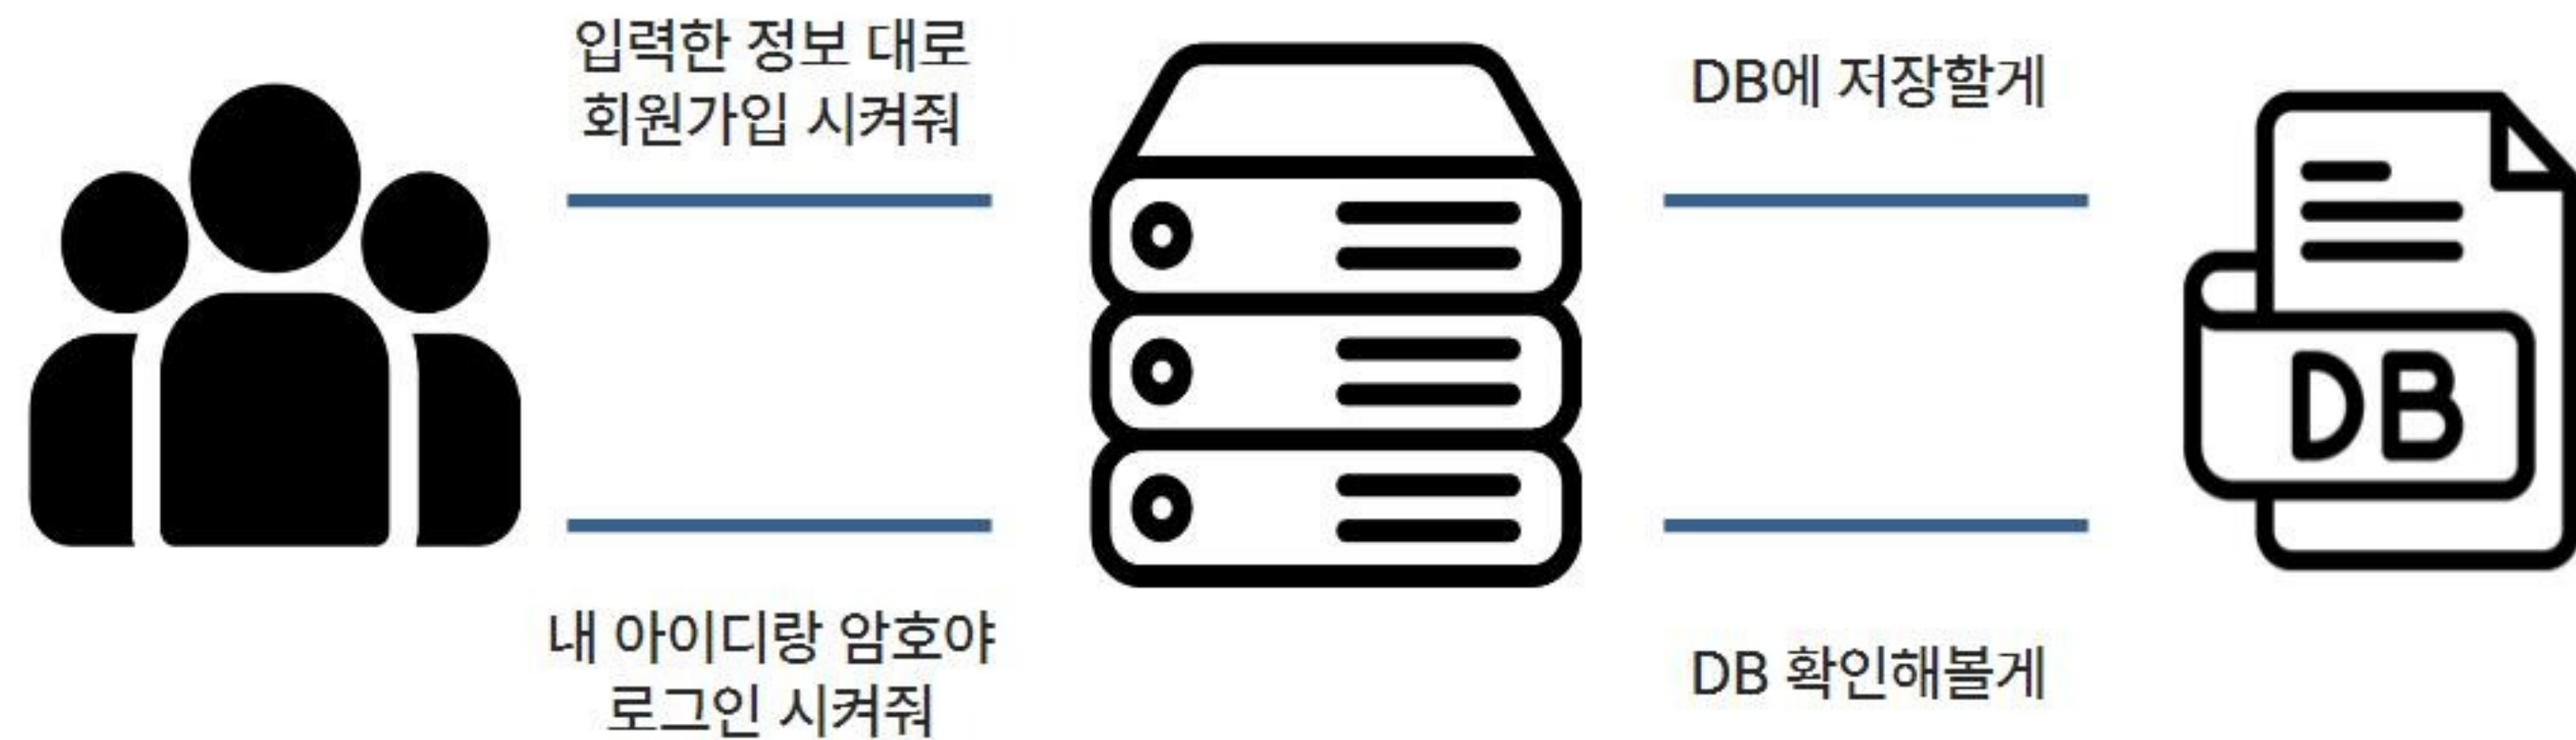 입력한 정보 대로
회원가입 시켜줘
DB에 저장할게
DB
내 아이디랑 암호야
로그인 시켜줘
DB 확인해볼게